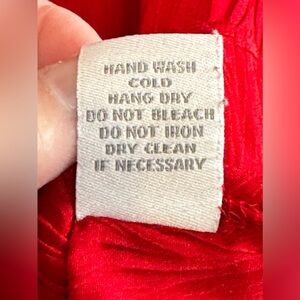 HAND WASH
COLD
HANG DRY
DO NOT BLEACH
DO NOT IRON
DRY CLEAN
IF NECESSARY